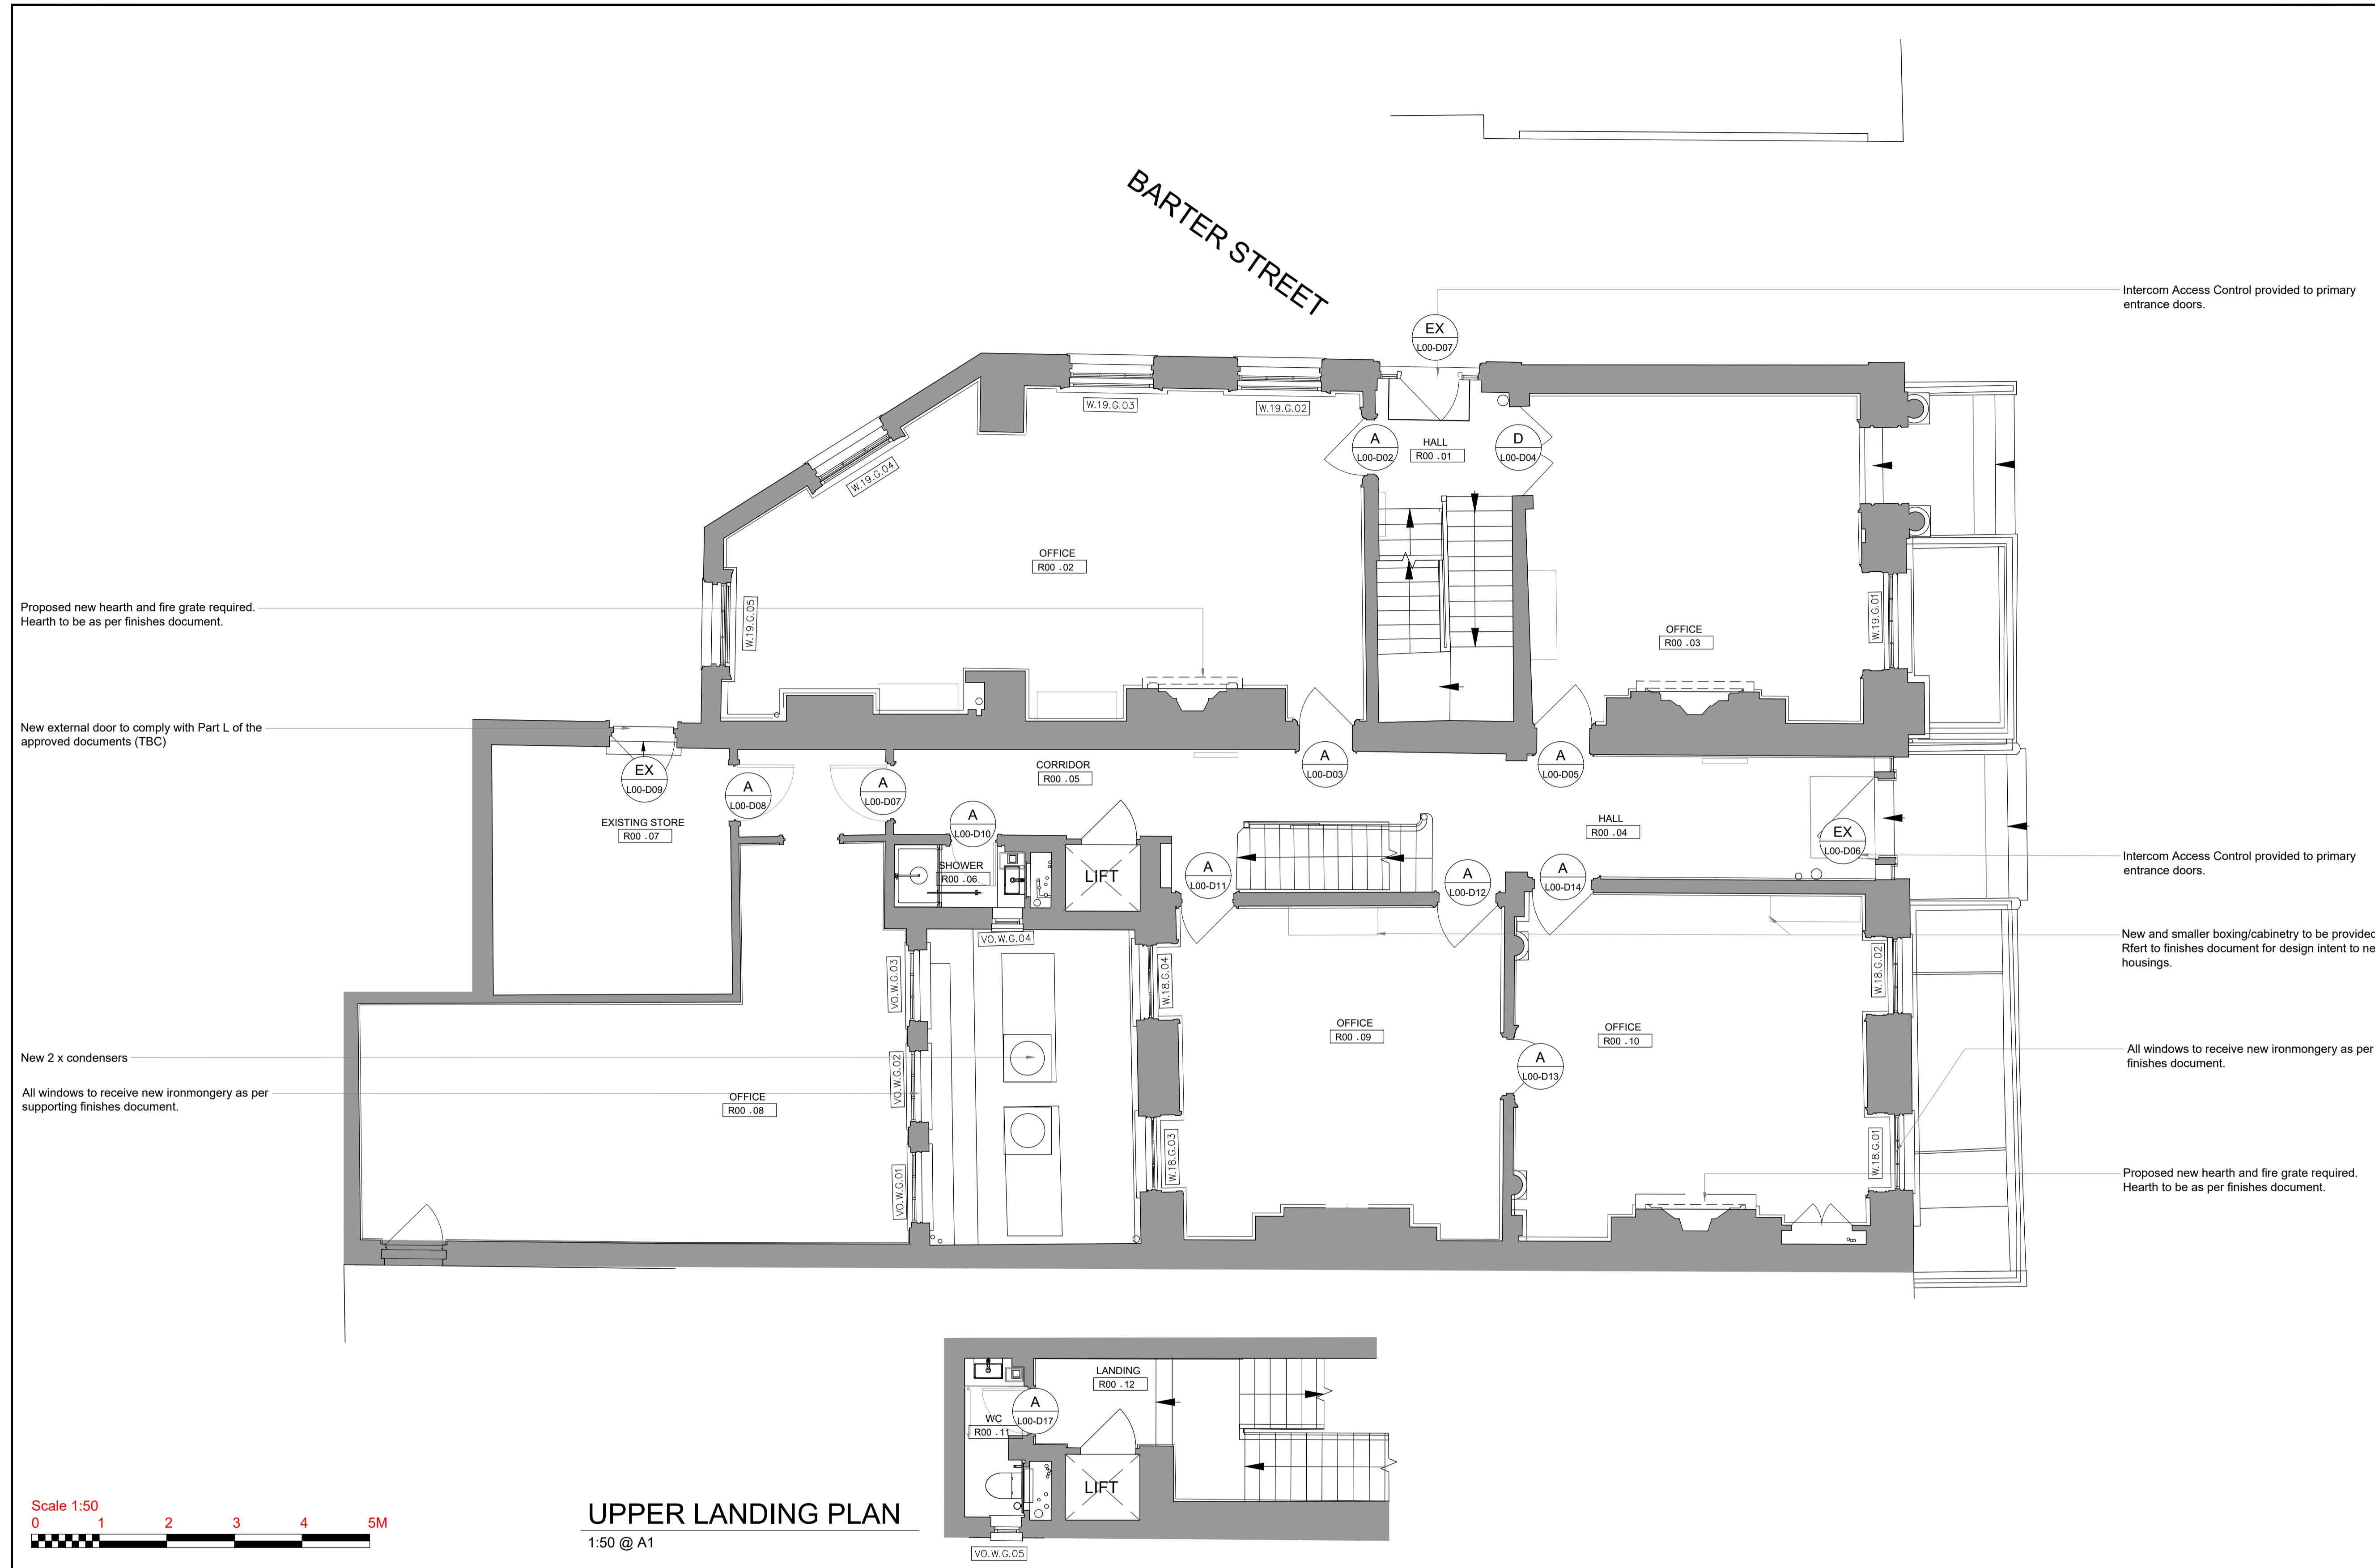 BARTER STREET
Intercom Access Control provided to primary
entrance doors.
EX
L00-D07
W.19.G.03
W.19.G.02
A
L00-D02
HALL
R00 .01
D
L00-D04
W.19.G.04
OFFICE
R00 .02
W.19.G.05
OFFICE
R00 .03
W.19.G.01
Proposed new hearth and fire grate required.
Hearth to be as per finishes document.
New external door to comply with Part L of the
approved documents (TBC)
EX
L00-D09
A
L00-D08
A
L00-D07
CORRIDOR
R00 .05
A
L00-D03
A
L00-D05
EXISTING STORE
R00 .07
A
L00-D10
HALL
R00 .04
EX
L00-D06
SHOWER
R00 .06
LIFT
A
L00-D11
A
L00-D12
A
L00-D14
Intercom Access Control provided to primary
entrance doors.
New and smaller boxing/cabinetry to be provided
Rfert to finishes document for design intent to ne
housings.
VO.W.G.04
VO.W.G.03
W.18.G.04
W.18.G.02
OFFICE
R00 .09
OFFICE
R00 .10
A
L00-D13
New 2 x condensers
All windows to receive new ironmongery as per
supporting finishes document.
VO.W.G.02
OFFICE
R00 .08
All windows to receive new ironmongery as per
finishes document.
VO.W.G.01
W.18.G.03
W.18.G.01
Proposed new hearth and fire grate required.
Hearth to be as per finishes document.
LANDING
R00 .12
A
L00-D17
WC
R00 .11
LIFT
VO.W.G.05
Scale 1:50
0 1 2 3 4 5M
UPPER LANDING PLAN
1:50 @ A1